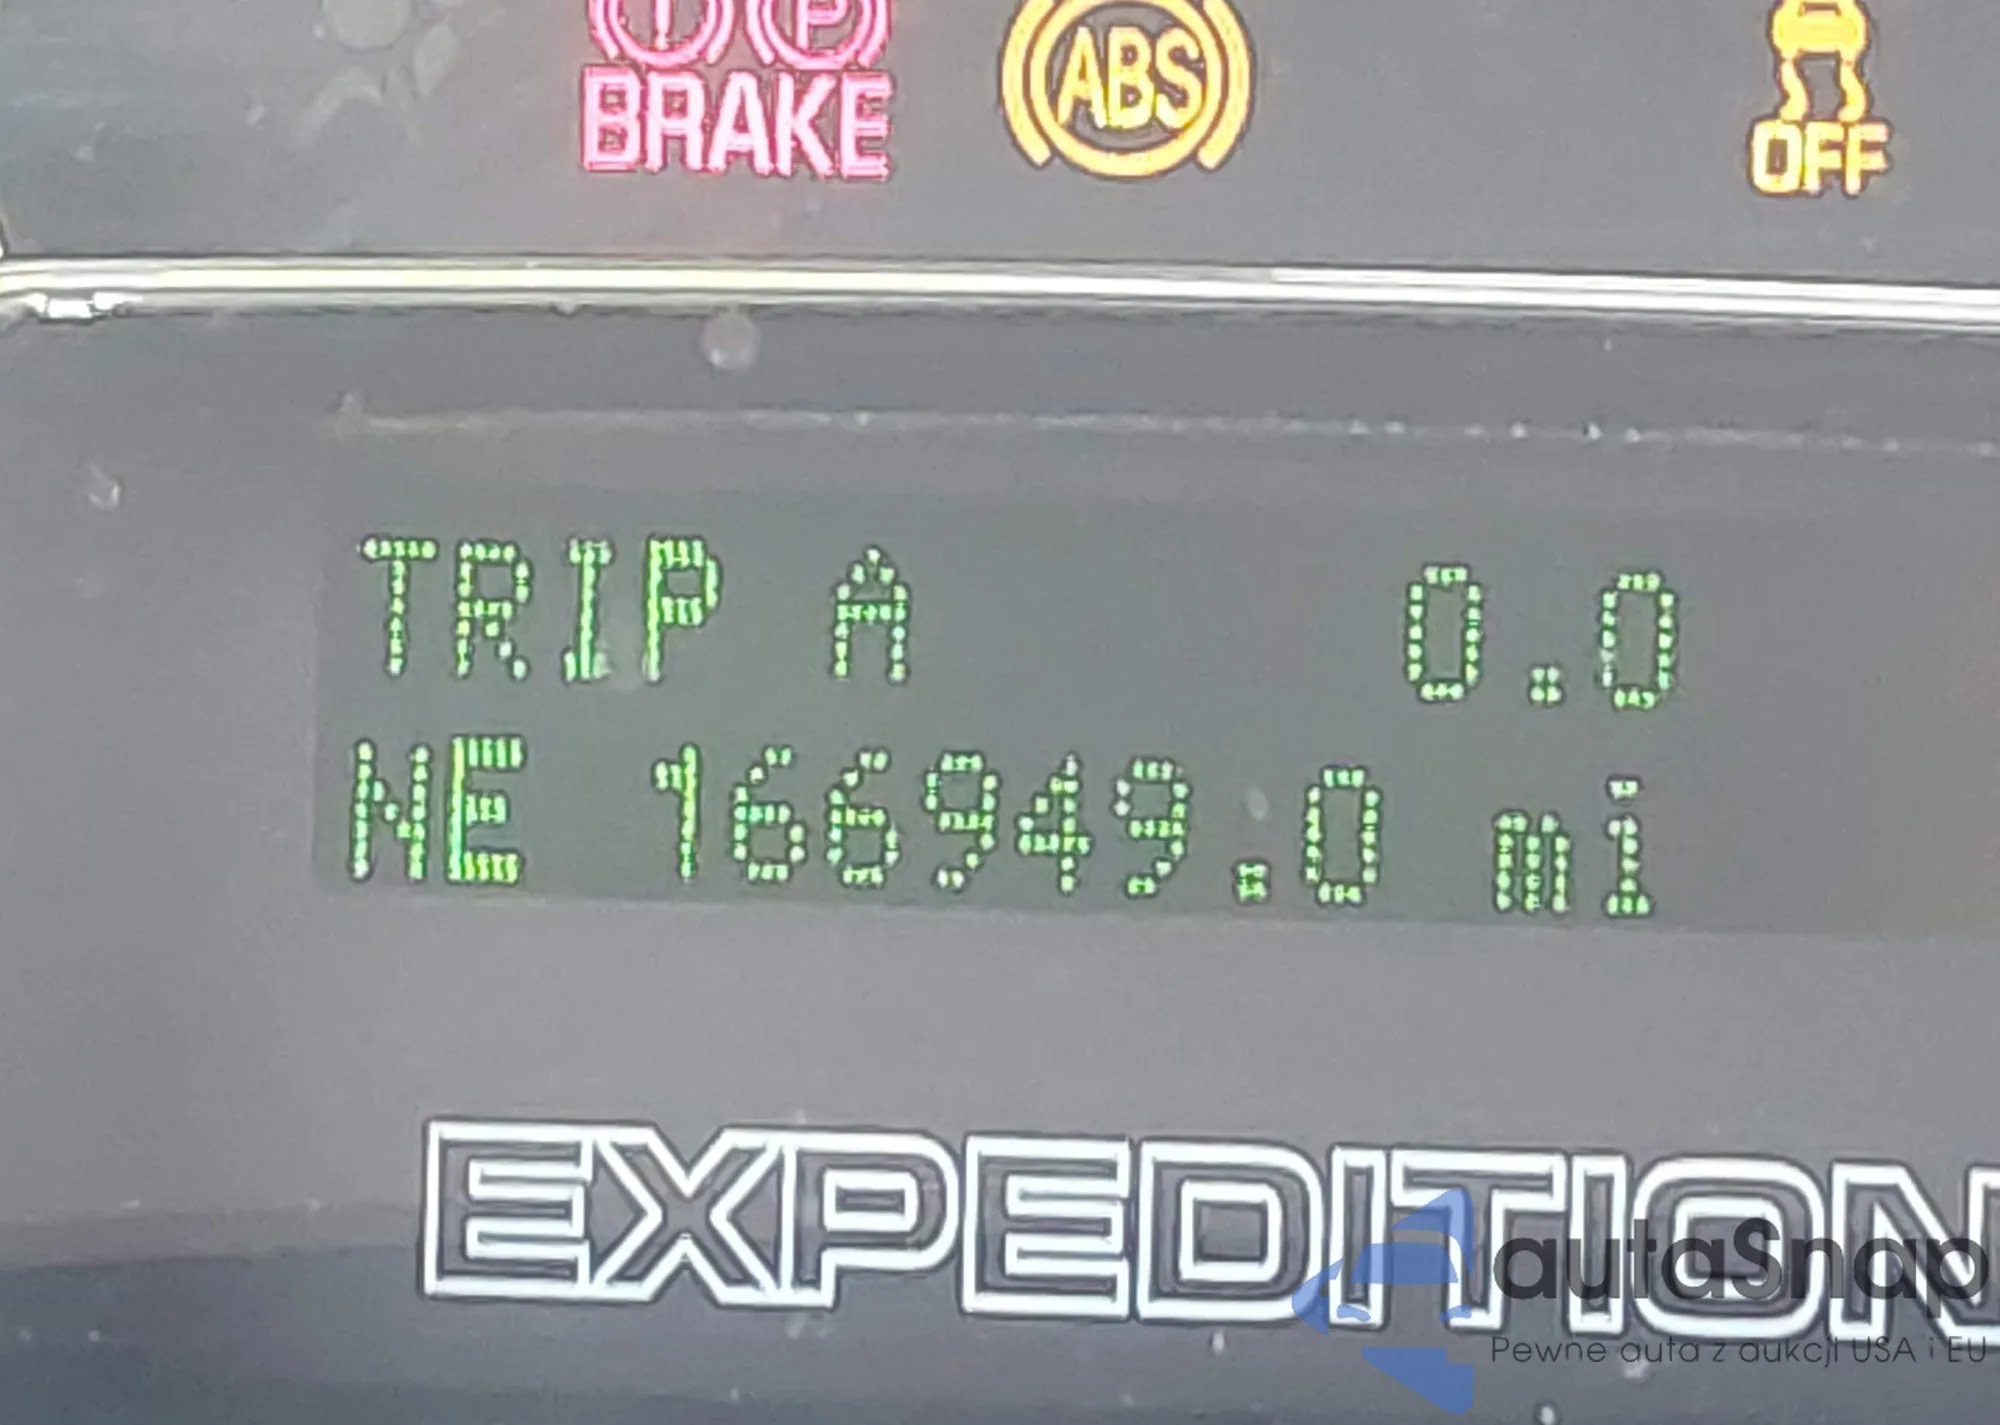 BRAKE ABS OFF
TRIP A 0.0
NE 166949.0 mi
EXPEDITION
autaSnap
Pewne auta z aukcji USA i EU